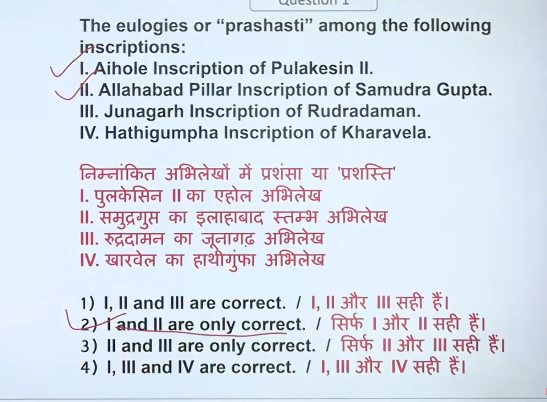 Question 1
The eulogies or “prashasti” among the following
inscriptions:
I. Aihole Inscription of Pulakesin II.
II. Allahabad Pillar Inscription of Samudra Gupta.
III. Junagarh Inscription of Rudradaman.
IV. Hathigumpha Inscription of Kharavela.
निम्नांकित अभिलेखों में प्रशंसा या 'प्रशस्ति'
I. पुलकेसिन II का एहोल अभिलेख
II. समुद्रगुप्त का इलाहाबाद स्तम्भ अभिलेख
III. रुद्रदामन का जूनागढ़ अभिलेख
IV. खारवेल का हाथीगुंफा अभिलेख
1) I, II and III are correct. / I, II और III सही हैं।
2) I and II are only correct. / सिर्फ I और II सही हैं।
3) II and III are only correct. / सिर्फ II और III सही हैं।
4) I, III and IV are correct. / I, III और IV सही हैं।